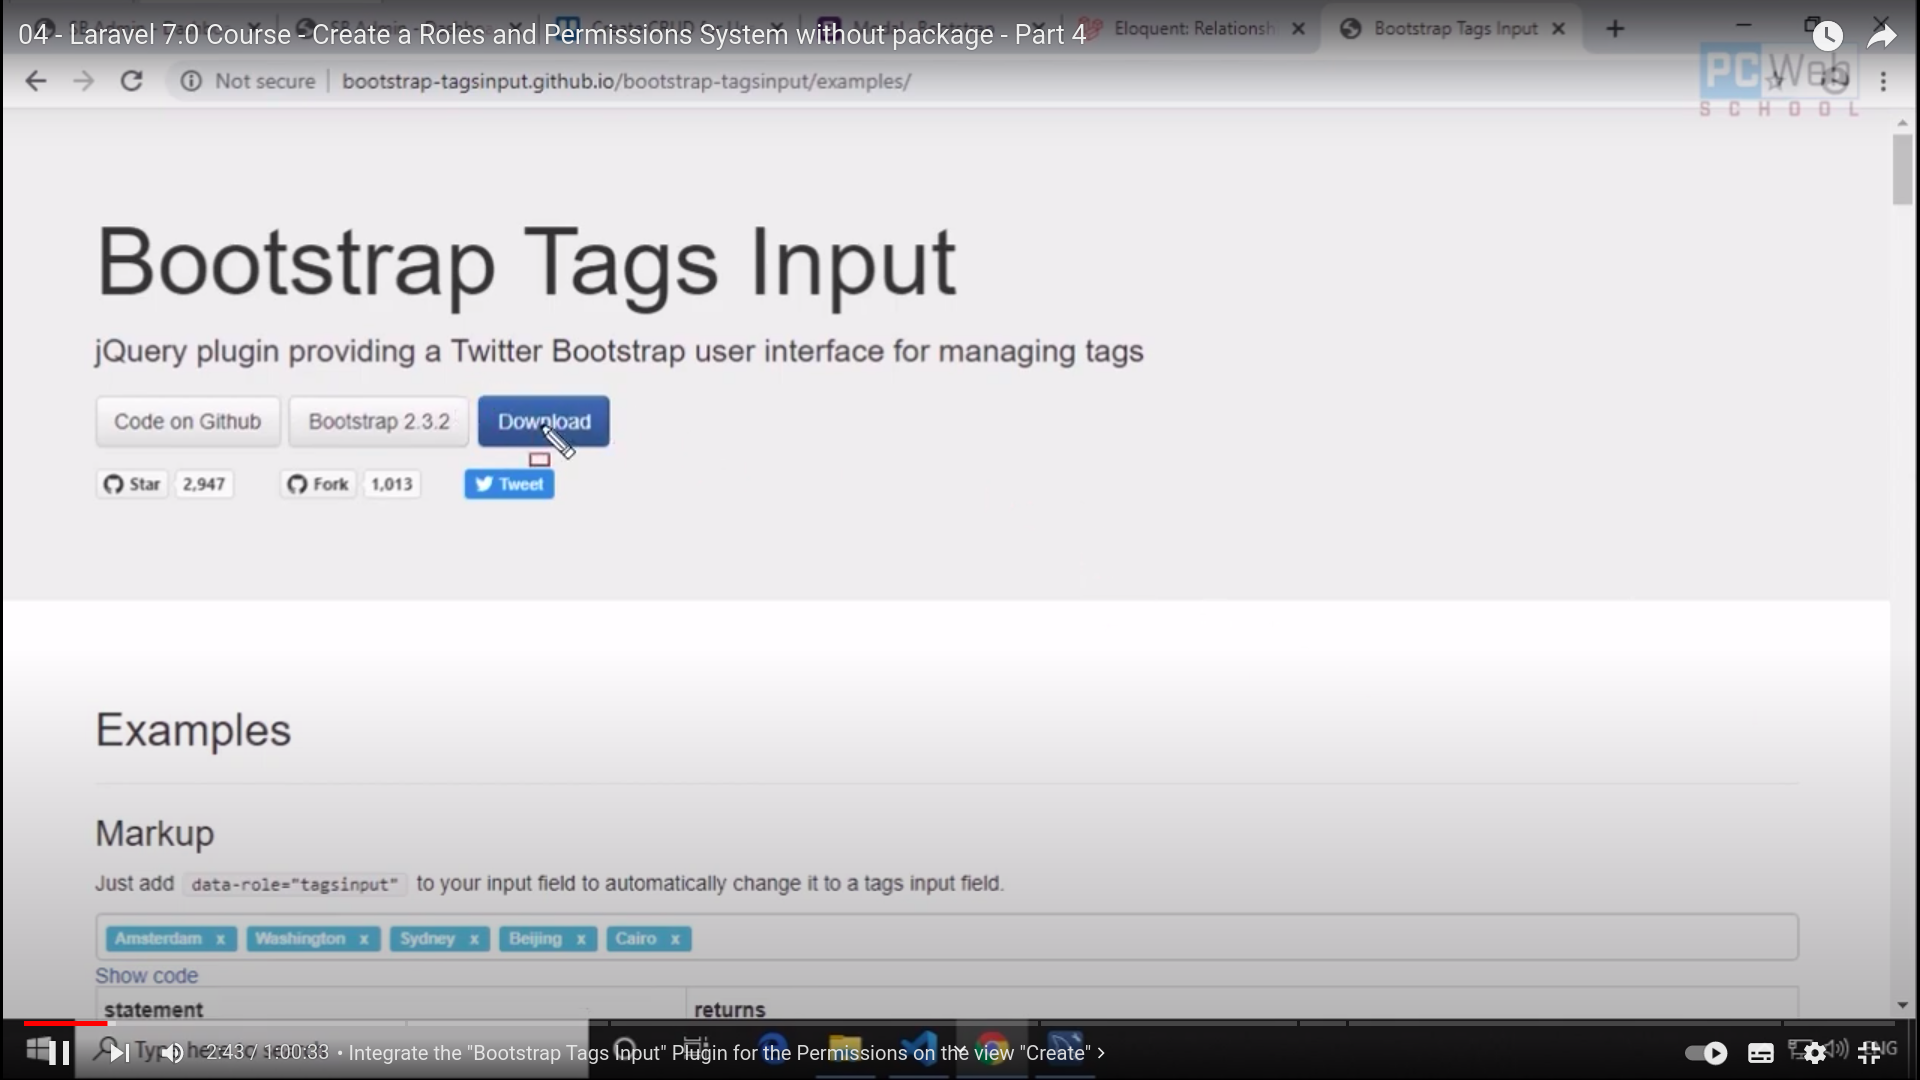 04 - Laravel 7.0 Course - Create a Roles and Permissions System without package - Part 4
Eloquent: Relationsh
Bootstrap Tags Input
Not secure | bootstrap-tagsinput.github.io/bootstrap-tagsinput/examples/
PC Web
SCHOOL
Bootstrap Tags Input
jQuery plugin providing a Twitter Bootstrap user interface for managing tags
Code on Github Bootstrap 2.3.2 Download
Star 2,947 Fork 1,013 Tweet
Examples
Markup
Just add data-role="tagsinput" to your input field to automatically change it to a tags input field.
Amsterdam x Washington x Sydney x Beijing x Cairo x
Show code
statement returns
2:43 / 1:00:33 • Integrate the "Bootstrap Tags Input" Plugin for the Permissions on the view "Create" ›
ENG